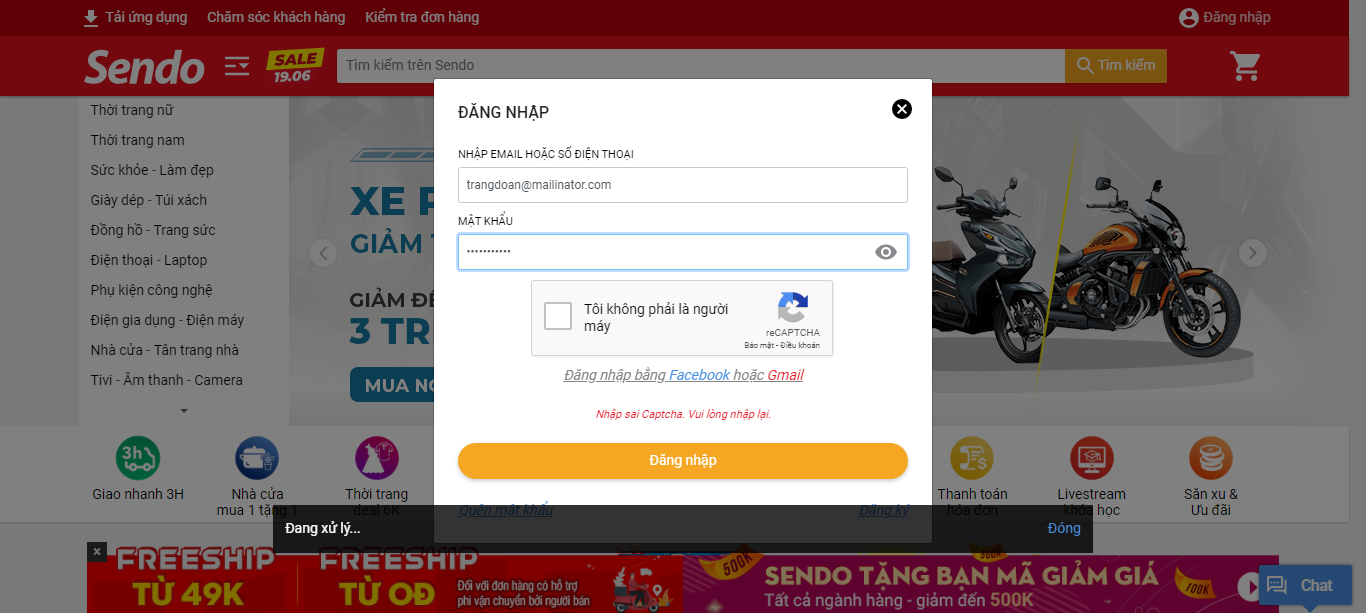 Tải ứng dụng Chăm sóc khách hàng Kiểm tra đơn hàng Đăng nhập
Sendo SALE 19.06 Tìm kiếm trên Sendo Tìm kiếm
Thời trang nữ
Thời trang nam
Sức khỏe - Làm đẹp
Giày dép - Túi xách
Đồng hồ - Trang sức
Điện thoại - Laptop
Phụ kiện công nghệ
Điện gia dụng - Điện máy
Nhà cửa - Tân trang nhà
Tivi - Âm thanh - Camera
XE
GIẢM
GIẢM
3
MUA
ĐĂNG NHẬP
NHẬP EMAIL HOẶC SỐ ĐIỆN THOẠI
trangdoan@mailinator.com
MẬT KHẨU
•••••••••••
Tôi không phải là người
máy
reCAPTCHA
Bảo mật - Điều khoản
Đăng nhập bằng Facebook hoặc Gmail
Nhập sai Captcha. Vui lòng nhập lại.
Đăng nhập
Quên mật khẩu Đăng ký
3h
Giao nhanh 3H
Nhà cửa
mua 1 tặng 1
Thời trang
deal 6K
Thanh toán
hóa đơn
Livestream
khóa học
Săn xu &
Ưu đãi
Đang xử lý... Đóng
FREESHIP
TỪ 49K
FREESHIP
TỪ 0Đ
Đối với đơn hàng có hỗ trợ
phí vận chuyển bởi người bán
500K
500K
SENDO TẶNG BẠN MÃ GIẢM GIÁ
Tất cả ngành hàng - giảm đến 500K
100K
Chat